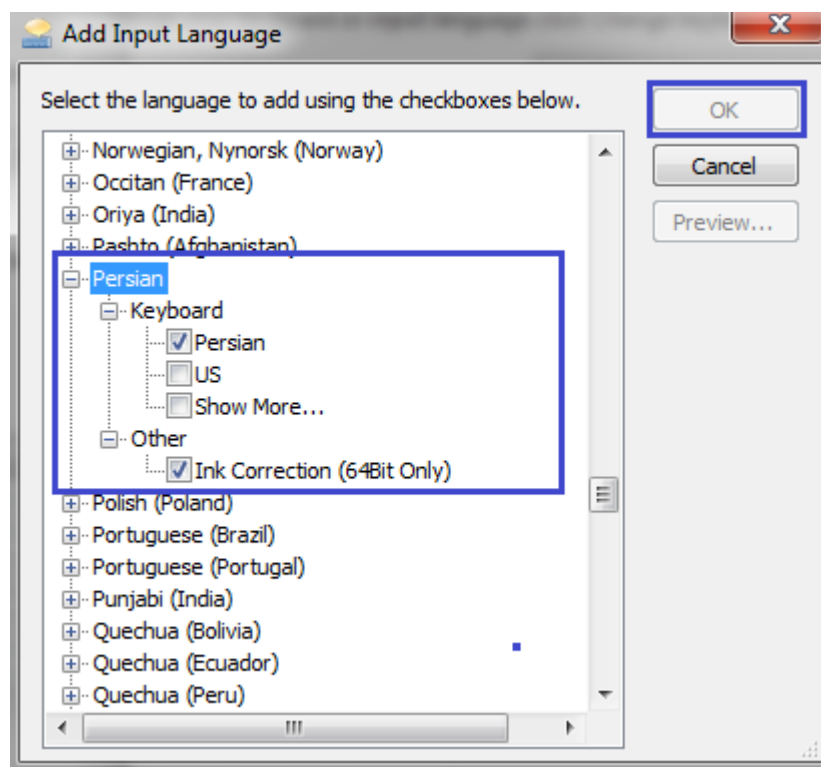 Add Input Language
Select the language to add using the checkboxes below.
OK
Cancel
Preview...
Norwegian, Nynorsk (Norway)
Occitan (France)
Oriya (India)
Pashto (Afghanistan)
Persian
Keyboard
Persian
US
Show More...
Other
Ink Correction (64Bit Only)
Polish (Poland)
Portuguese (Brazil)
Portuguese (Portugal)
Punjabi (India)
Quechua (Bolivia)
Quechua (Ecuador)
Quechua (Peru)